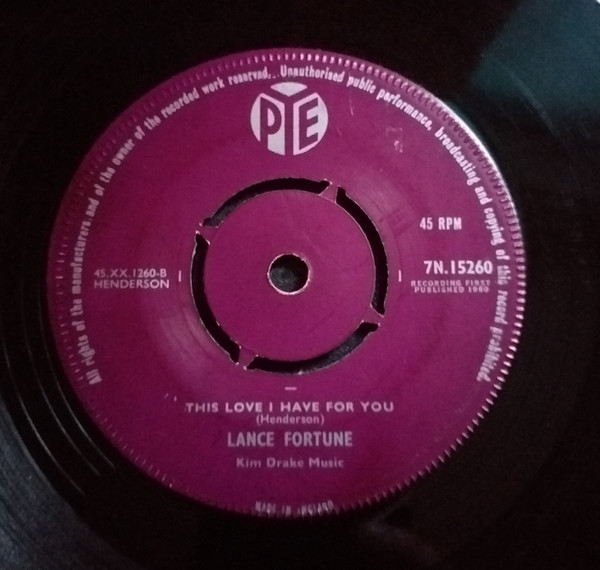 All rights of the manufacturers and of the owner of the recorded work reserved... Unauthorised public performance, broadcasting and copying of this record prohibited.
PYE
45 RPM
45.XX.1260-B
HENDERSON
7N.15260
RECORDING FIRST
PUBLISHED 1960
THIS LOVE I HAVE FOR YOU
(Henderson)
LANCE FORTUNE
Kim Drake Music
MADE IN